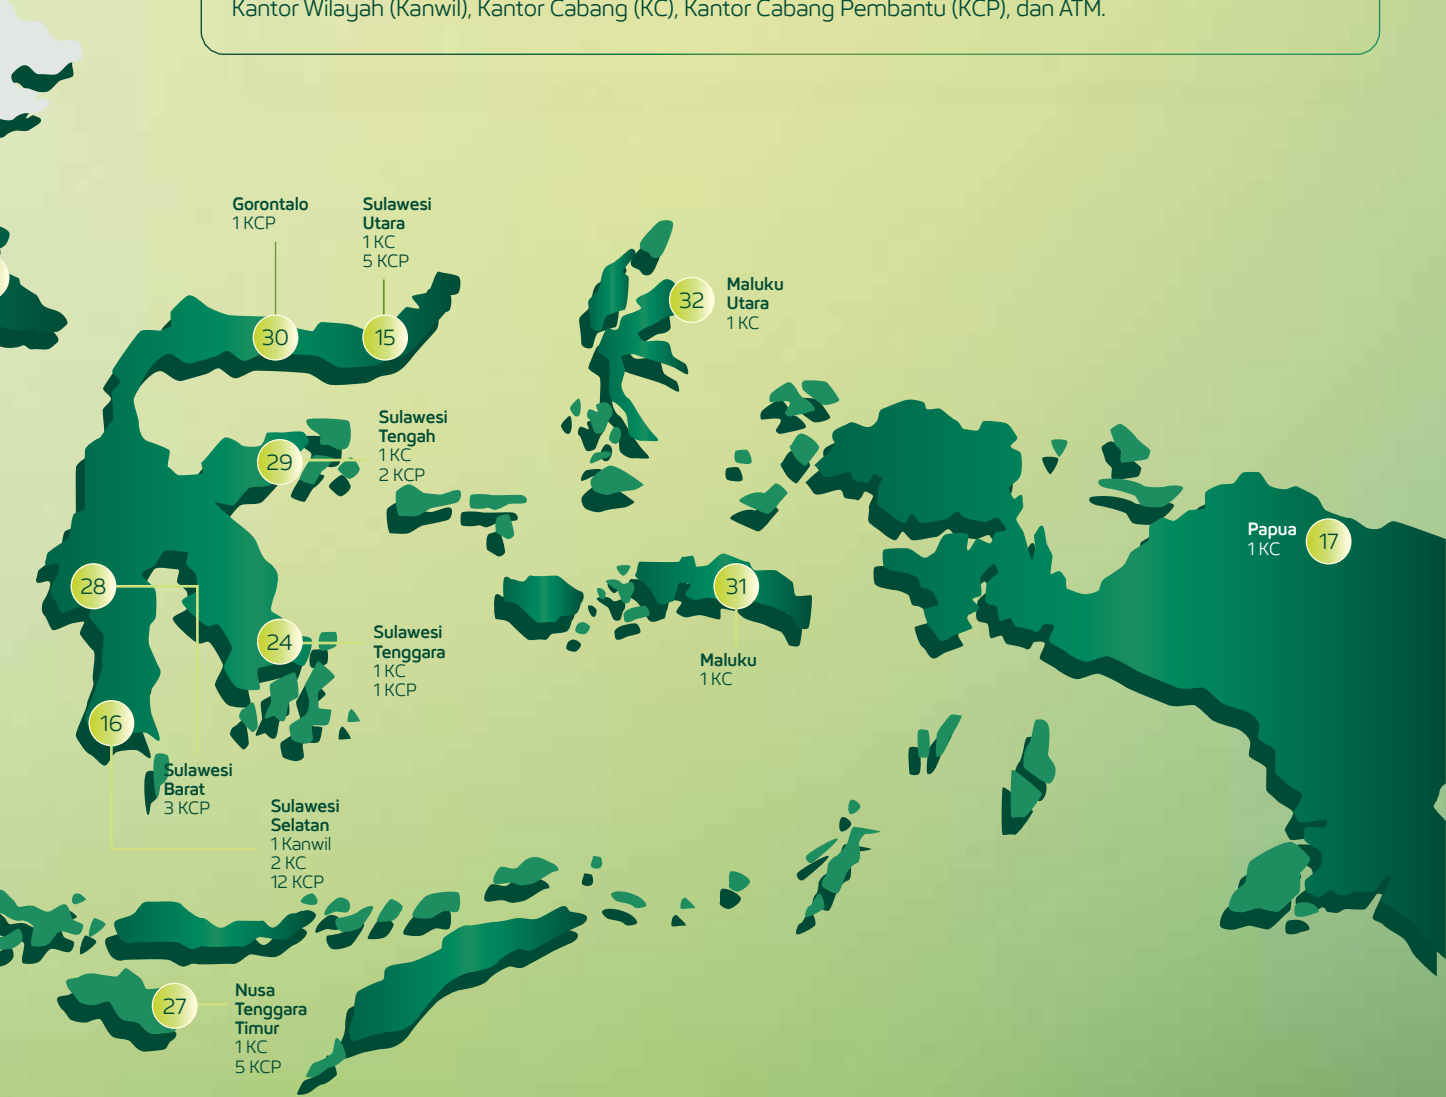 Kantor Wilayah (Kanwil), Kantor Cabang (KC), Kantor Cabang Pembantu (KCP), dan ATM.
Gorontalo
1 KCP
Sulawesi
Utara
1 KC
5 KCP
30
15
32
Maluku
Utara
1 KC
Sulawesi
Tengah
1 KC
2 KCP
29
Papua
1 KC
17
28
31
Maluku
1 KC
24
Sulawesi
Tenggara
1 KC
1 KCP
16
Sulawesi
Barat
3 KCP
Sulawesi
Selatan
1 Kanwil
2 KC
12 KCP
27
Nusa
Tenggara
Timur
1 KC
5 KCP